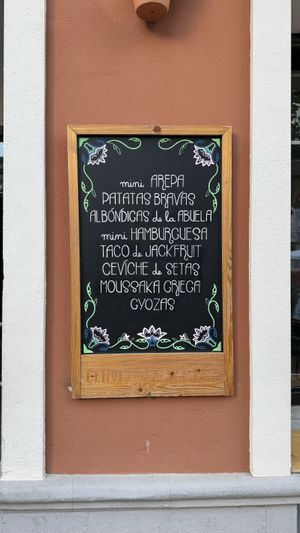 mini AREPA
PATATAS BRAVAS
ALBÓNDIGAS de la ABUELA
mini HAMBURGUESA
TACO de JACKFRUIT
CEVICHE de SETAS
MOUSSAKA GRIEGA
GYOZAS